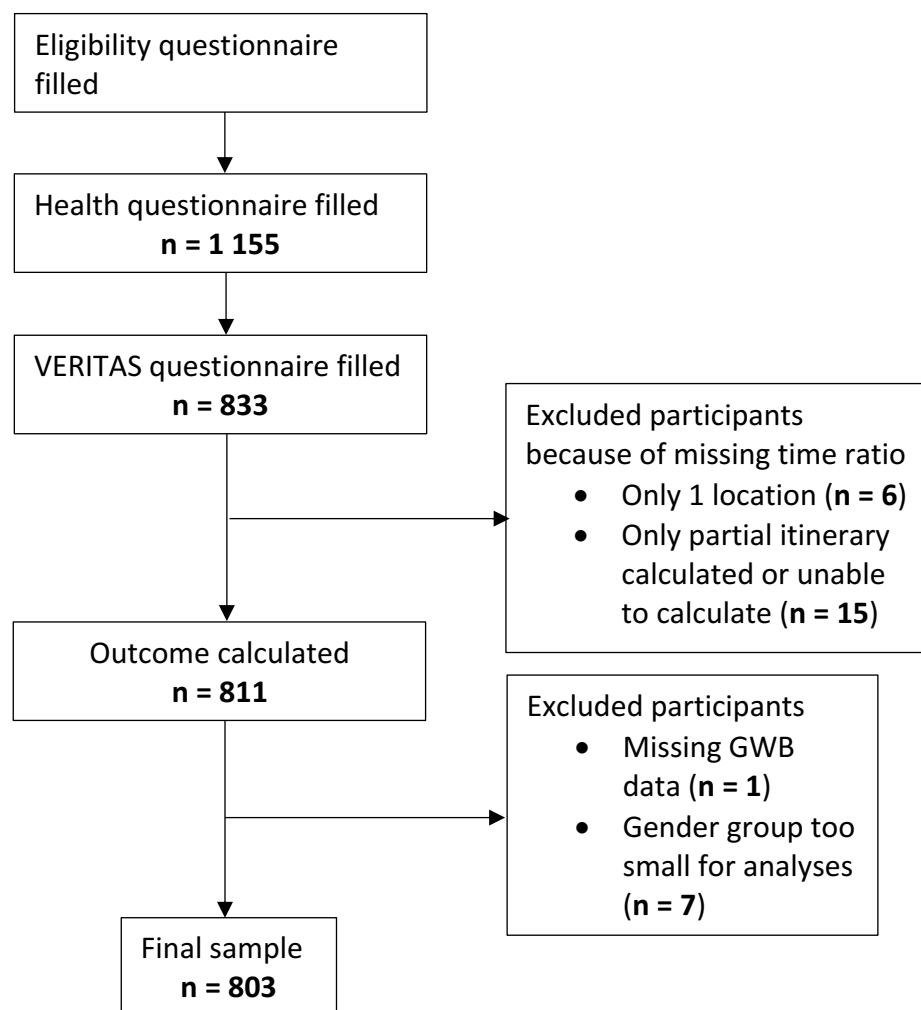 Eligibility questionnaire
filled
Health questionnaire filled
n = 1 155
VERITAS questionnaire filled
n = 833
Excluded participants
because of missing time ratio
• Only 1 location (n = 6)
• Only partial itinerary
calculated or unable
to calculate (n = 15)
Outcome calculated
n = 811
Excluded participants
• Missing GWB
data (n = 1)
• Gender group too
small for analyses
(n = 7)
Final sample
n = 803